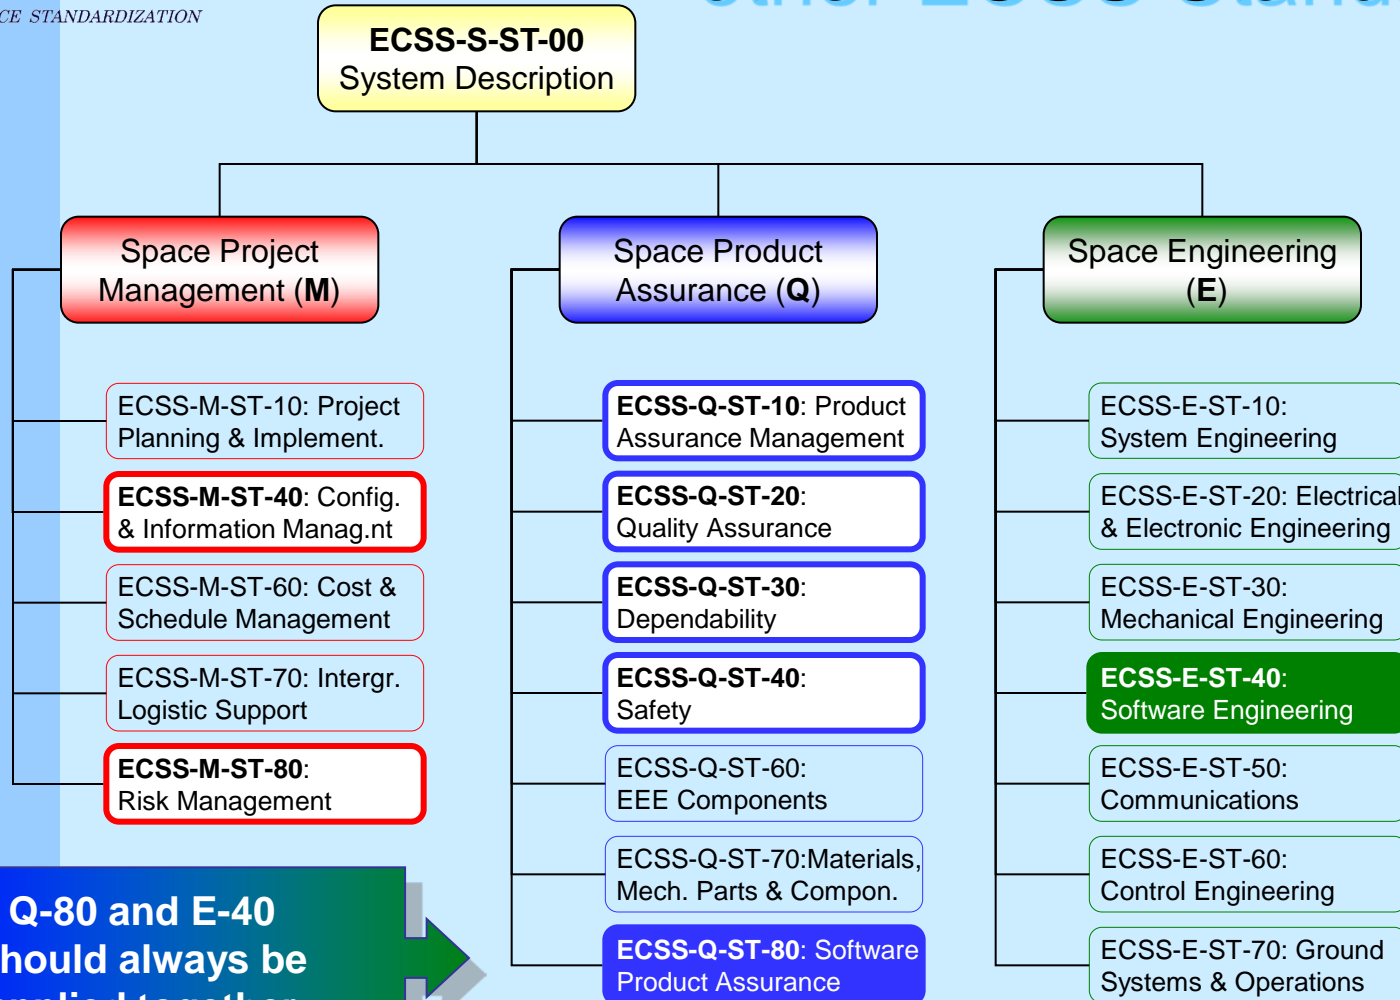 CE STANDARDIZATION
other ECSS Stand
ECSS-S-ST-00
System Description
Space Project
Management (M)
Space Product
Assurance (Q)
Space Engineering
(E)
ECSS-M-ST-10: Project
Planning & Implement.
ECSS-M-ST-40: Config.
& Information Manag.nt
ECSS-M-ST-60: Cost &
Schedule Management
ECSS-M-ST-70: Intergr.
Logistic Support
ECSS-M-ST-80:
Risk Management
ECSS-Q-ST-10: Product
Assurance Management
ECSS-Q-ST-20:
Quality Assurance
ECSS-Q-ST-30:
Dependability
ECSS-Q-ST-40:
Safety
ECSS-Q-ST-60:
EEE Components
ECSS-Q-ST-70:Materials,
Mech. Parts & Compon.
ECSS-Q-ST-80: Software
Product Assurance
ECSS-E-ST-10:
System Engineering
ECSS-E-ST-20: Electrical
& Electronic Engineering
ECSS-E-ST-30:
Mechanical Engineering
ECSS-E-ST-40:
Software Engineering
ECSS-E-ST-50:
Communications
ECSS-E-ST-60:
Control Engineering
ECSS-E-ST-70: Ground
Systems & Operations
Q-80 and E-40
hould always be
applied together